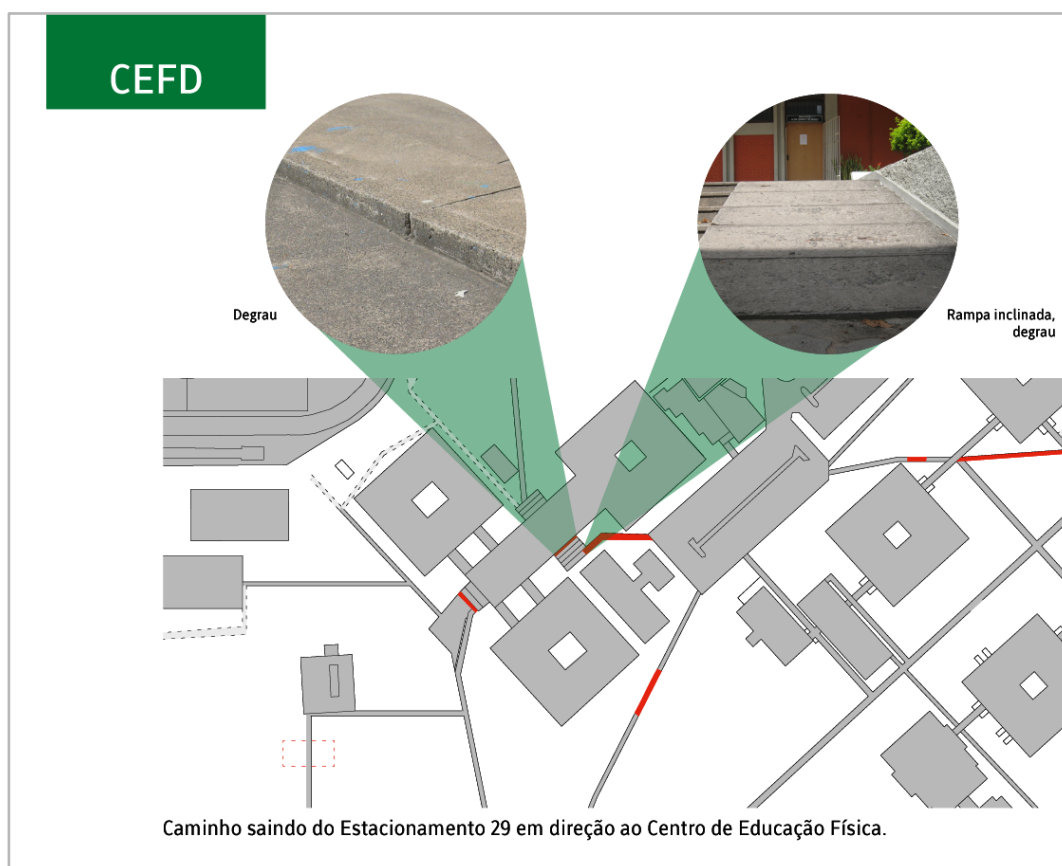 CEFD
Degrau
Rampa inclinada,
degrau
Caminho saindo do Estacionamento 29 em direção ao Centro de Educação Física.